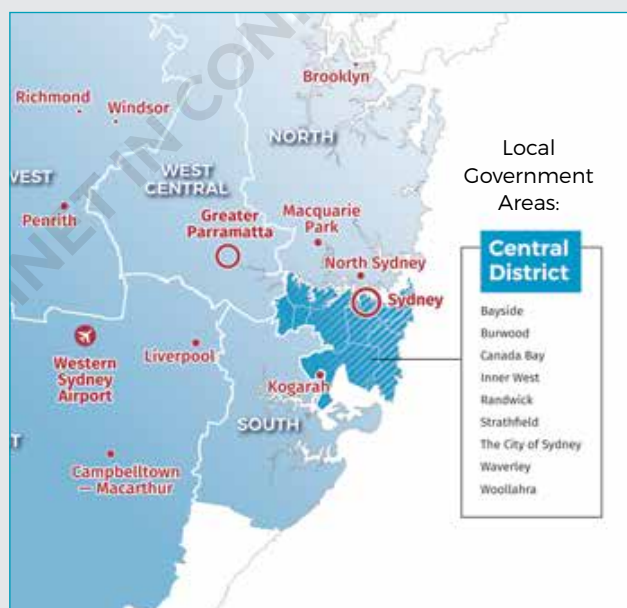 Brooklyn
Richmond
Windsor
NORTH
WEST
CENTRAL
Penrith
Greater
Parramatta
Macquarie
Park
North Sydney
Sydney
Western
Sydney
Airport
Liverpool
Kogarah
SOUTH
Campbelltown
— Macarthur
Local
Government
Areas:
Central
District
Bayside
Burwood
Canada Bay
Inner West
Randwick
Strathfield
The City of Sydney
Waverley
Woollahra